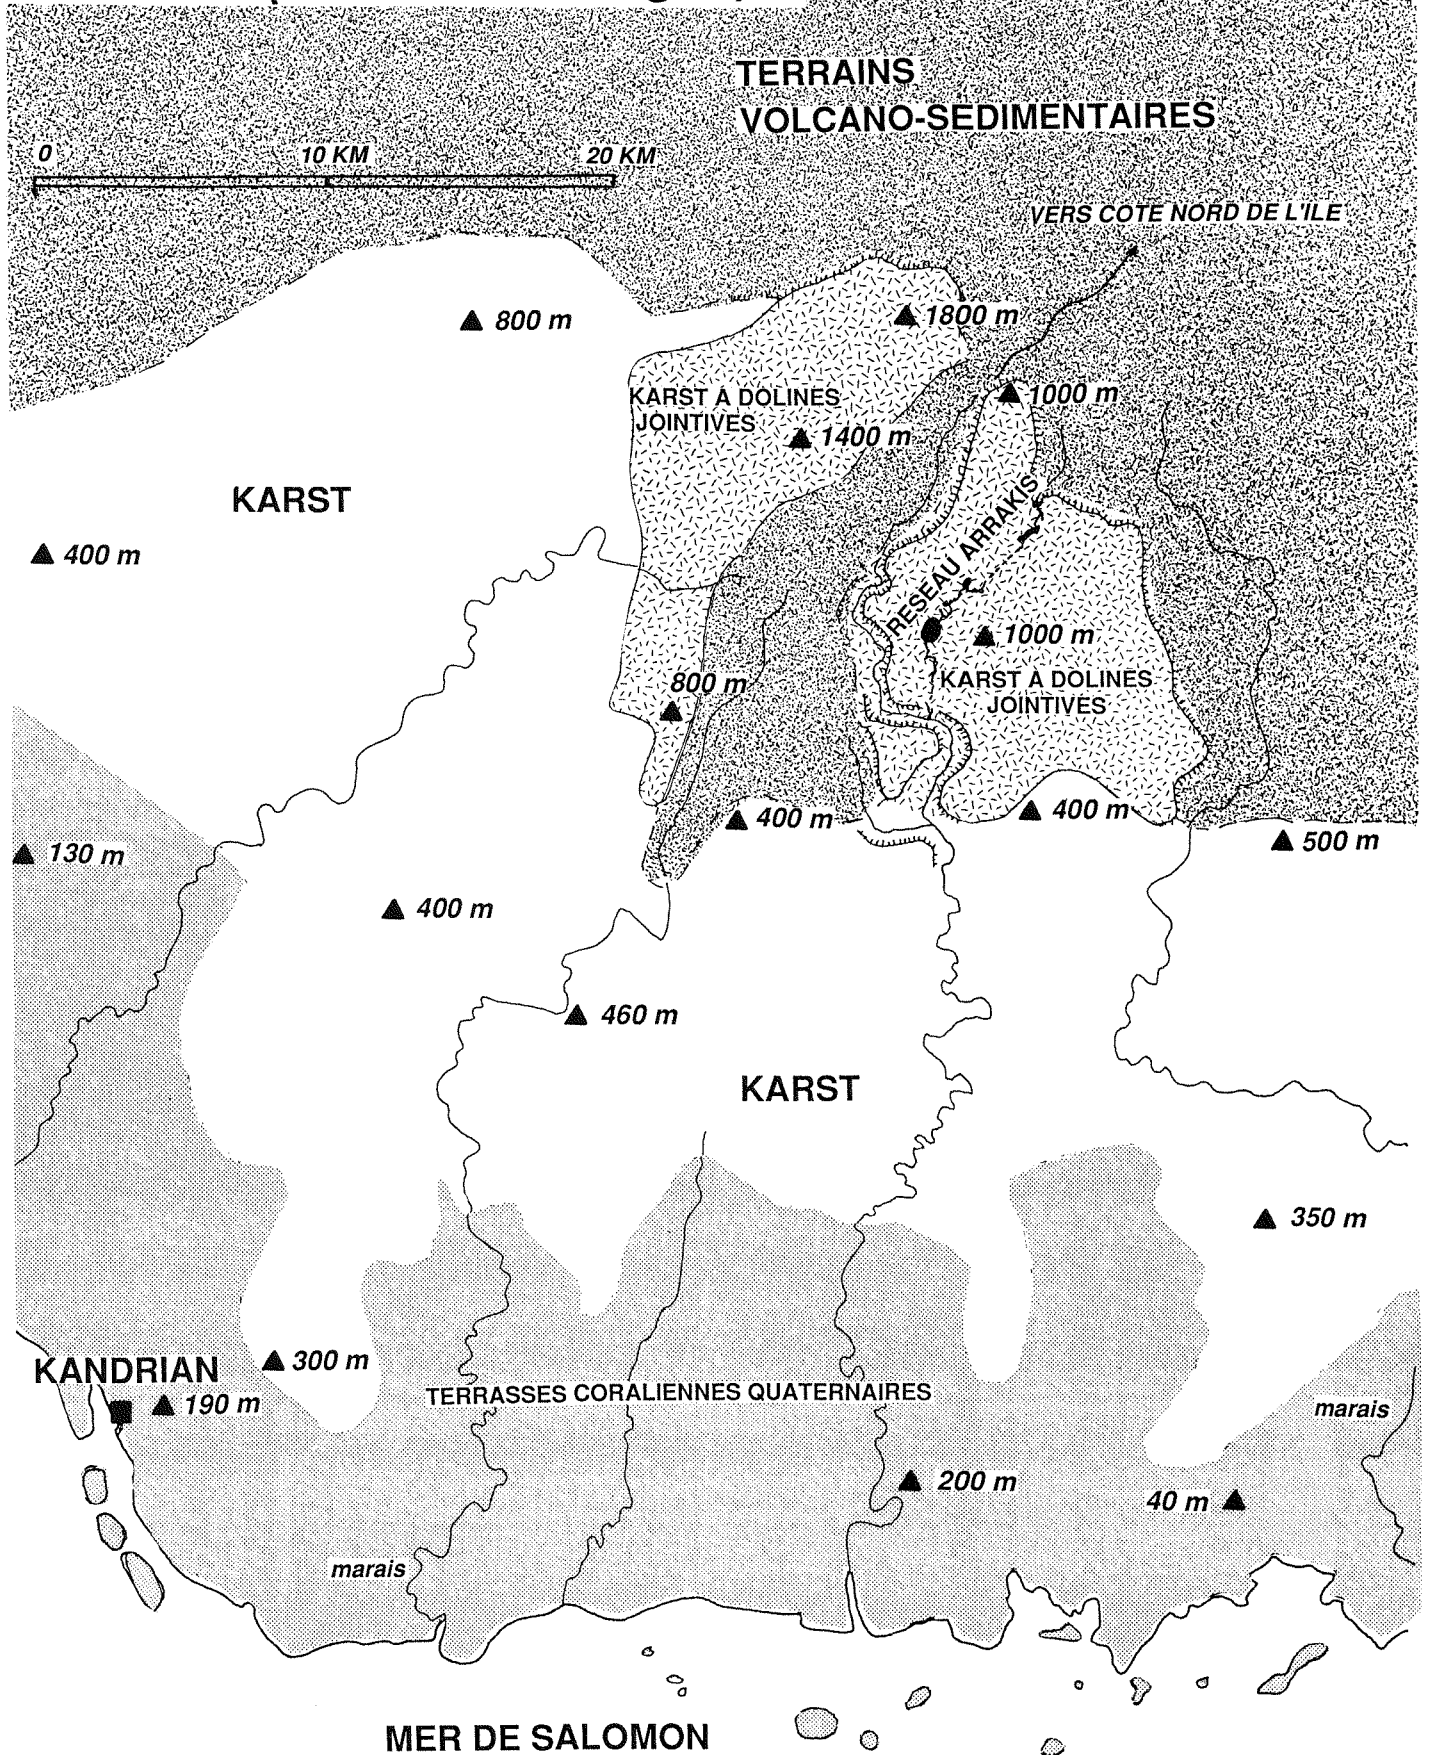 TERRAINS
VOLCANO-SEDIMENTAIRES
0 10 KM 20 KM
VERS COTE NORD DE L'ILE
800 m
1800 m
1000 m
KARST A DOLINES
JOINTIVES
1400 m
KARST
RESEAU ARRAKIS
400 m
1000 m
800 m
KARST A DOLINES
JOINTIVES
400 m
400 m
500 m
130 m
400 m
460 m
KARST
350 m
KANDRIAN
300 m
190 m
TERRASSES CORALIENNES QUATERNAIRES
marais
200 m
40 m
marais
MER DE SALOMON